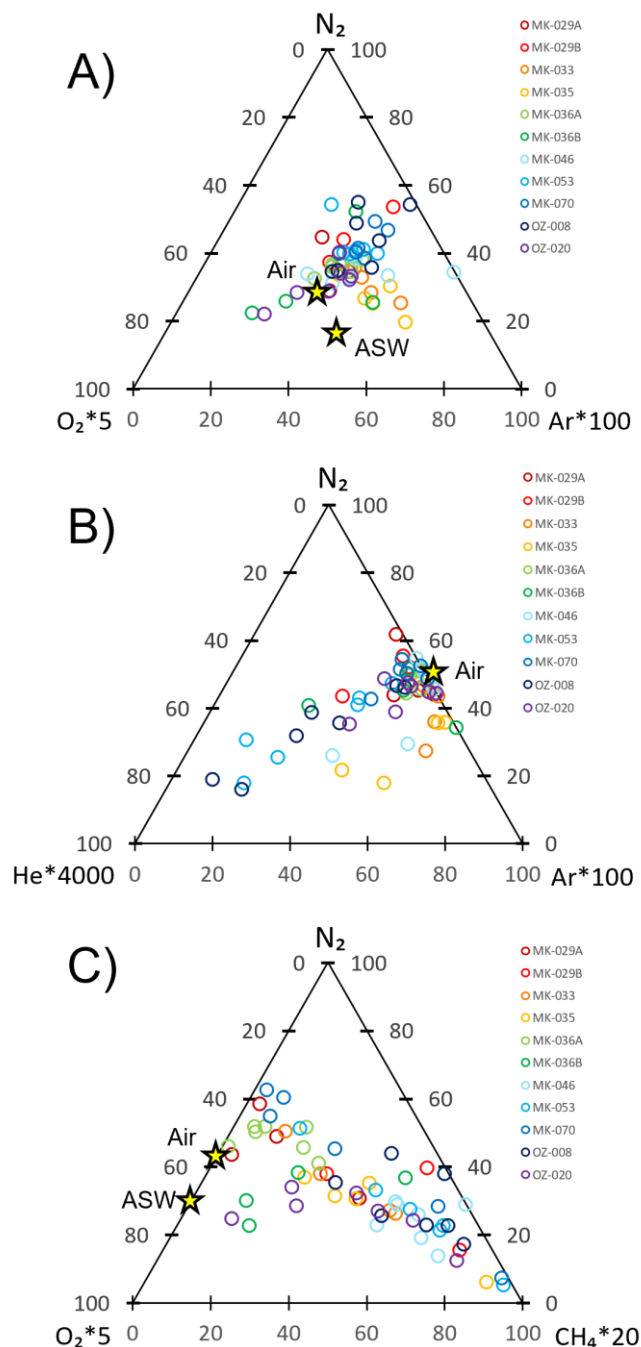 A)
N₂
0 100
20 80
40 60
60 40
80 20
100 0
Air
ASW
O₂*5 0 20 40 60 80 100 Ar*100
MK-029A
MK-029B
MK-033
MK-035
MK-036A
MK-036B
MK-046
MK-053
MK-070
OZ-008
OZ-020
B)
N₂
0 100
20 80
40 60
60 40
80 20
100 0
Air
He*4000 0 20 40 60 80 100 Ar*100
MK-029A
MK-029B
MK-033
MK-035
MK-036A
MK-036B
MK-046
MK-053
MK-070
OZ-008
OZ-020
C)
N₂
0 100
20 80
40 60
60 40
80 20
100 0
Air
ASW
O₂*5 0 20 40 60 80 100 CH₄*20
MK-029A
MK-029B
MK-033
MK-035
MK-036A
MK-036B
MK-046
MK-053
MK-070
OZ-008
OZ-020